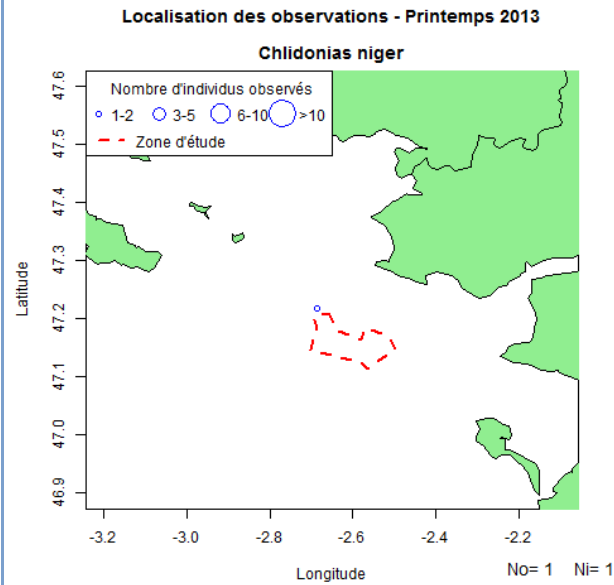 Localisation des observations - Printemps 2013
Chlidonias niger
Nombre d'individus observés
1-2 3-5 6-10 >10
Zone d'étude
Latitude
47.6
47.5
47.4
47.3
47.2
47.1
47.0
46.9
-3.2 -3.0 -2.8 -2.6 -2.4 -2.2
Longitude
No= 1 Ni= 1